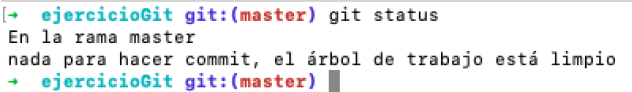 [→ ejercicioGit git:(master) git status
En la rama master
nada para hacer commit, el árbol de trabajo está limpio
→ ejercicioGit git:(master)